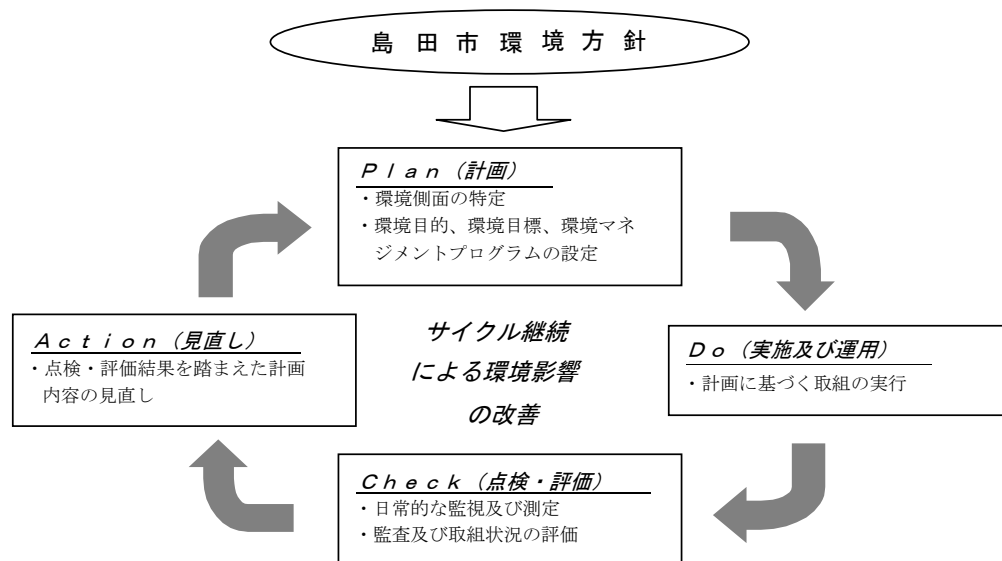 島田市環境方針
Plan(計画)
・環境側面の特定
・環境目的、環境目標、環境マネ
ジメントプログラムの設定
Action(見直し)
・点検・評価結果を踏まえた計画
内容の見直し
サイクル継続
による環境影響
の改善
Do(実施及び運用)
・計画に基づく取組の実行
Check(点検・評価)
・日常的な監視及び測定
・監査及び取組状況の評価